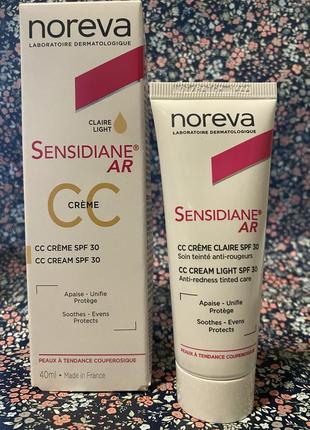 noreva
LABORATOIRE DERMATOLOGIQUE
CLAIRE
LIGHT
SENSIDIANE®
AR
CC
CRÈME
CC CRÈME SPF 30
CC CREAM SPF 30
Apaise - Unifie
Protège
Soothes - Evens
Protects
PEAUX À TENDANCE COUPEROSIQUE
40ml • Made in France
noreva
LABORATOIRE DERMATOLOGIQUE
SENSIDIANE®
AR
CC CRÈME CLAIRE SPF 30
Soin teinté anti-rougeurs
CC CREAM LIGHT SPF 30
Anti-redness tinted care
Apaise - Unifie
Protège
Soothes - Evens
Protects
PEAUX À TENDANCE COUPEROSIQUE